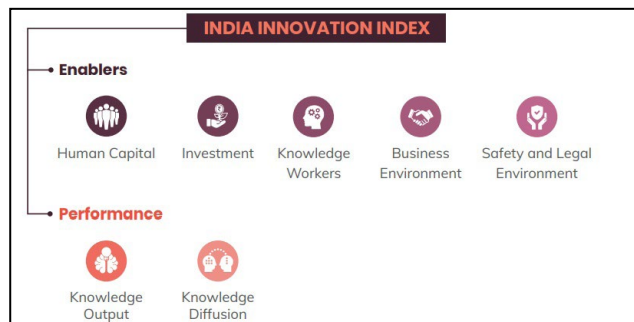 INDIA INNOVATION INDEX
Enablers
Human Capital
Investment
Knowledge
Workers
Business
Environment
Safety and Legal
Environment
Performance
Knowledge
Output
Knowledge
Diffusion